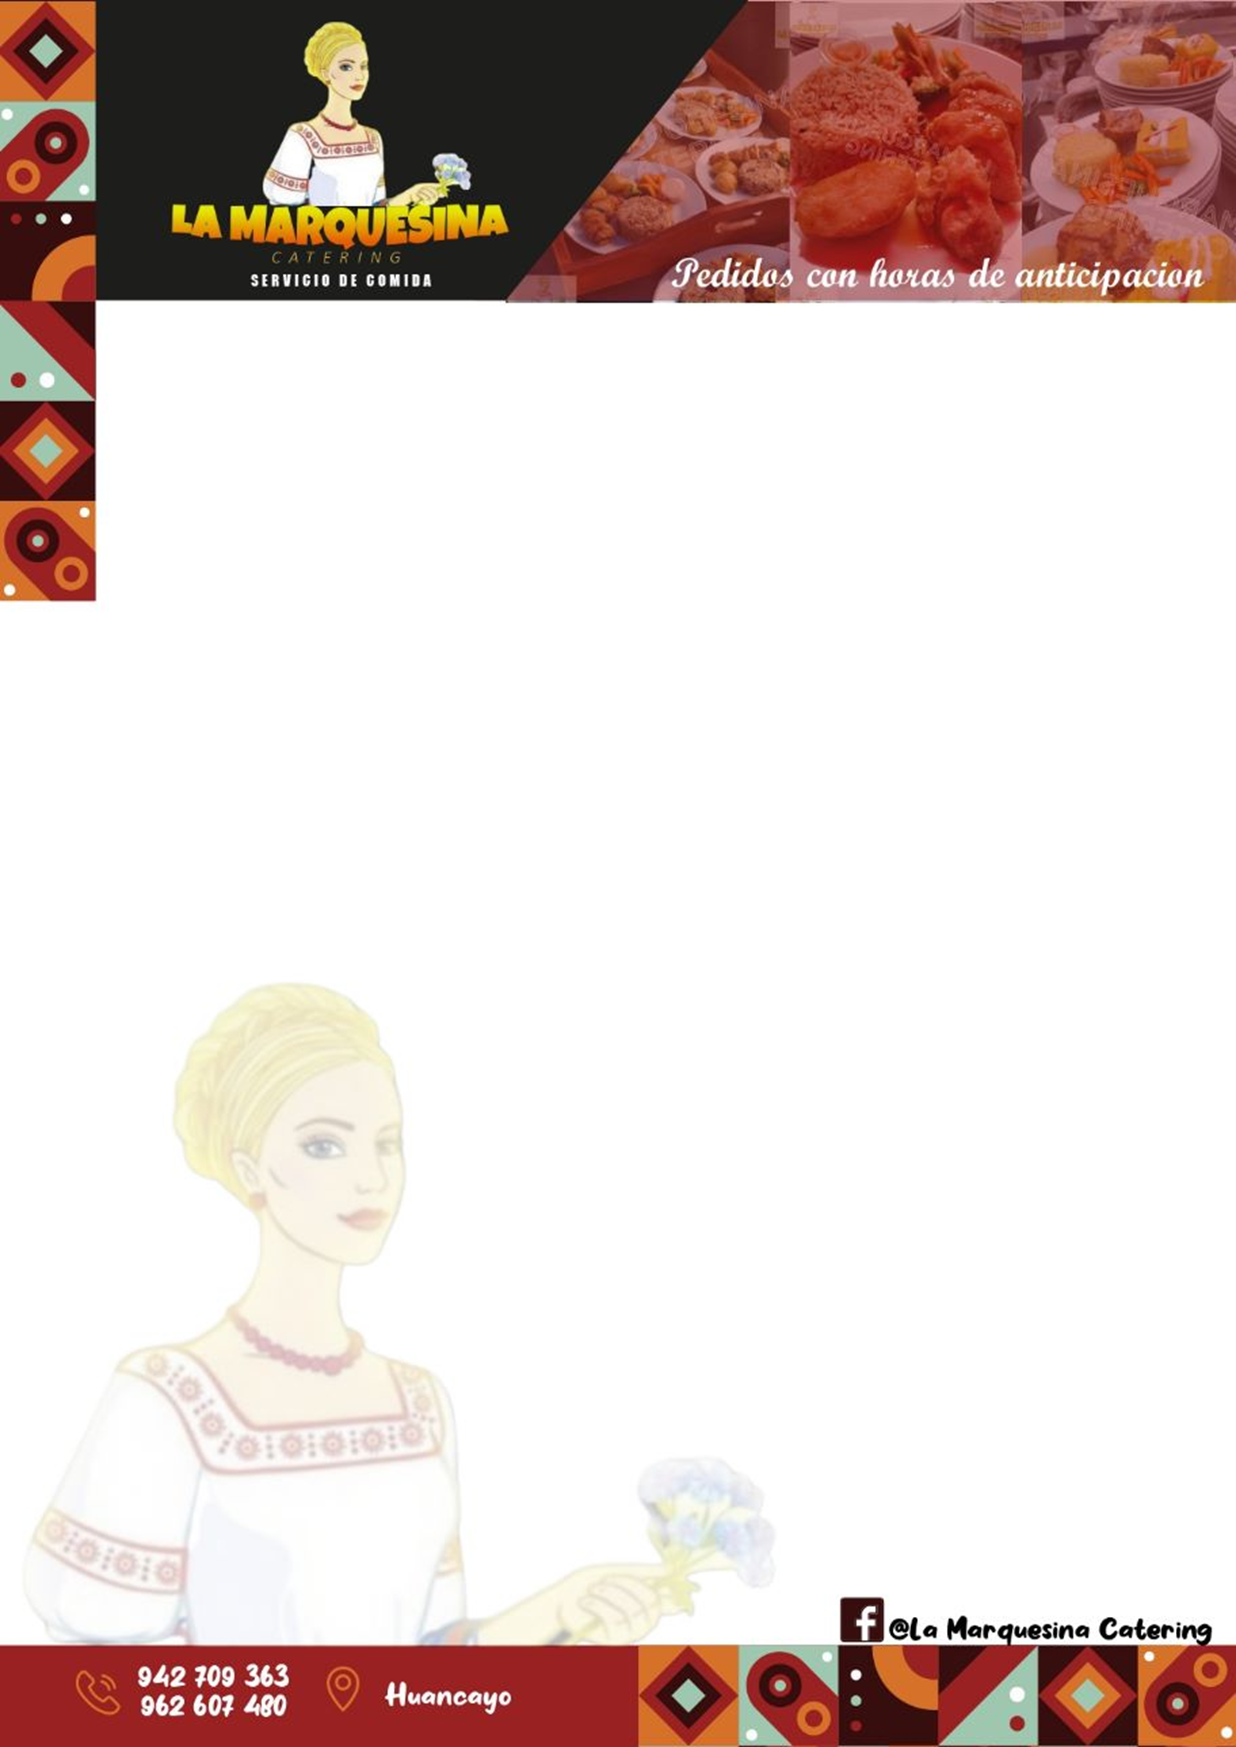 LA MARQUESINA
CATERING
SERVICIO DE COMIDA
Pedidos con horas de anticipacion
@La Marquesina Catering
942 709 363
962 607 480
Huancayo